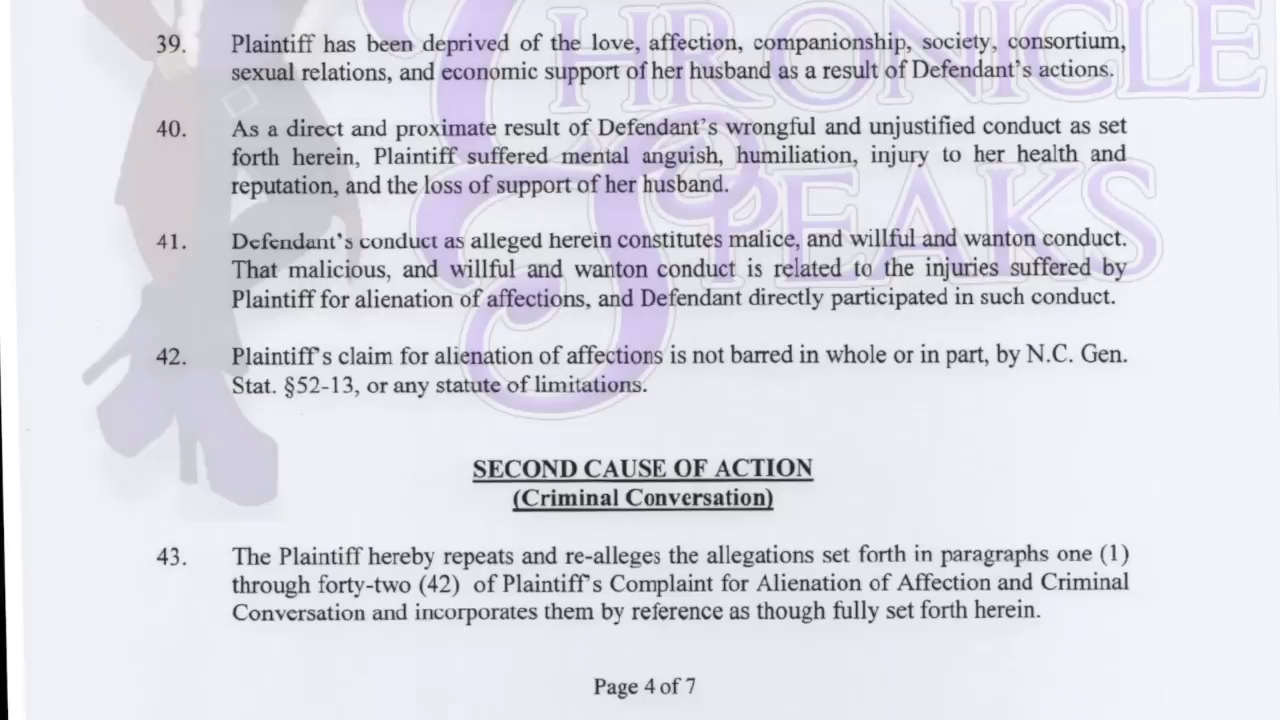 CHRONICLE
SPEAKS
39. Plaintiff has been deprived of the love, affection, companionship, society, consortium,
sexual relations, and economic support of her husband as a result of Defendant's actions.
40. As a direct and proximate result of Defendant's wrongful and unjustified conduct as set
forth herein, Plaintiff suffered mental anguish, humiliation, injury to her health and
reputation, and the loss of support of her husband.
41. Defendant's conduct as alleged herein constitutes malice, and willful and wanton conduct.
That malicious, and willful and wanton conduct is related to the injuries suffered by
Plaintiff for alienation of affections, and Defendant directly participated in such conduct.
42. Plaintiff's claim for alienation of affections is not barred in whole or in part, by N.C. Gen.
Stat. §52-13, or any statute of limitations.
SECOND CAUSE OF ACTION
(Criminal Conversation)
43. The Plaintiff hereby repeats and re-alleges the allegations set forth in paragraphs one (1)
through forty-two (42) of Plaintiff's Complaint for Alienation of Affection and Criminal
Conversation and incorporates them by reference as though fully set forth herein.
Page 4 of 7